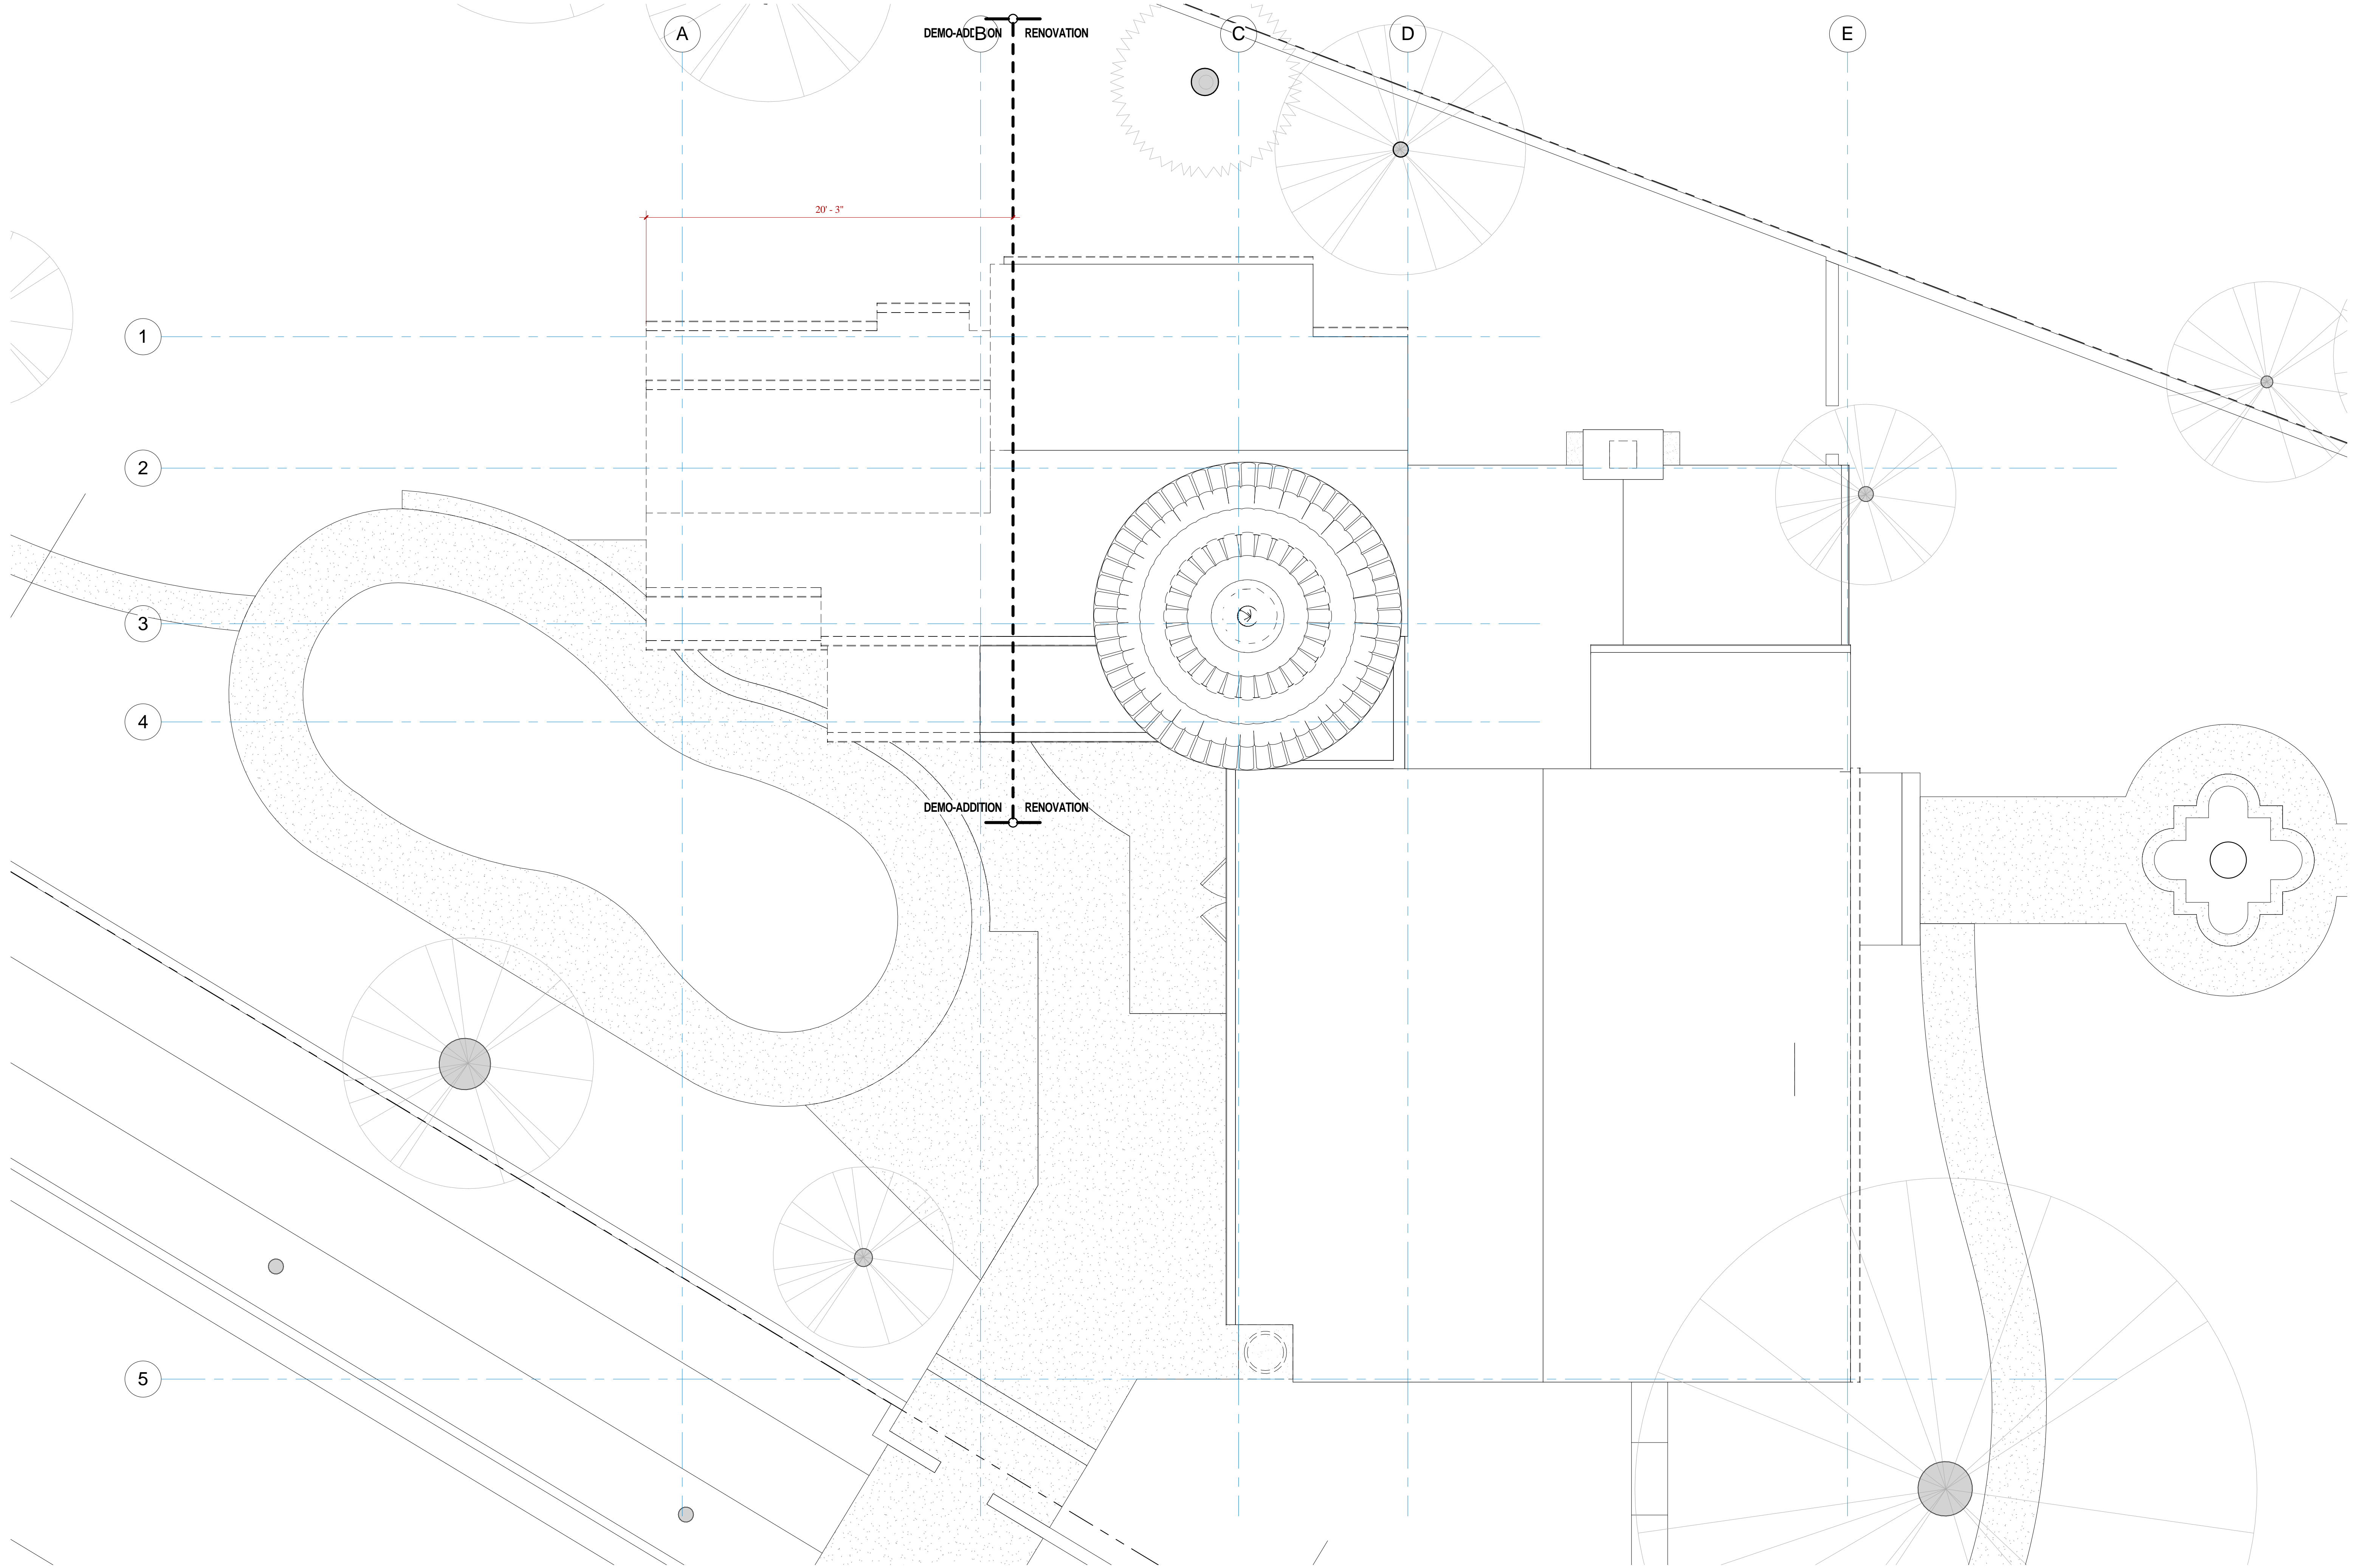 A
B
C
D
E
DEMO-ADDITION
RENOVATION
20' - 3"
1
2
3
4
DEMO-ADDITION
RENOVATION
5